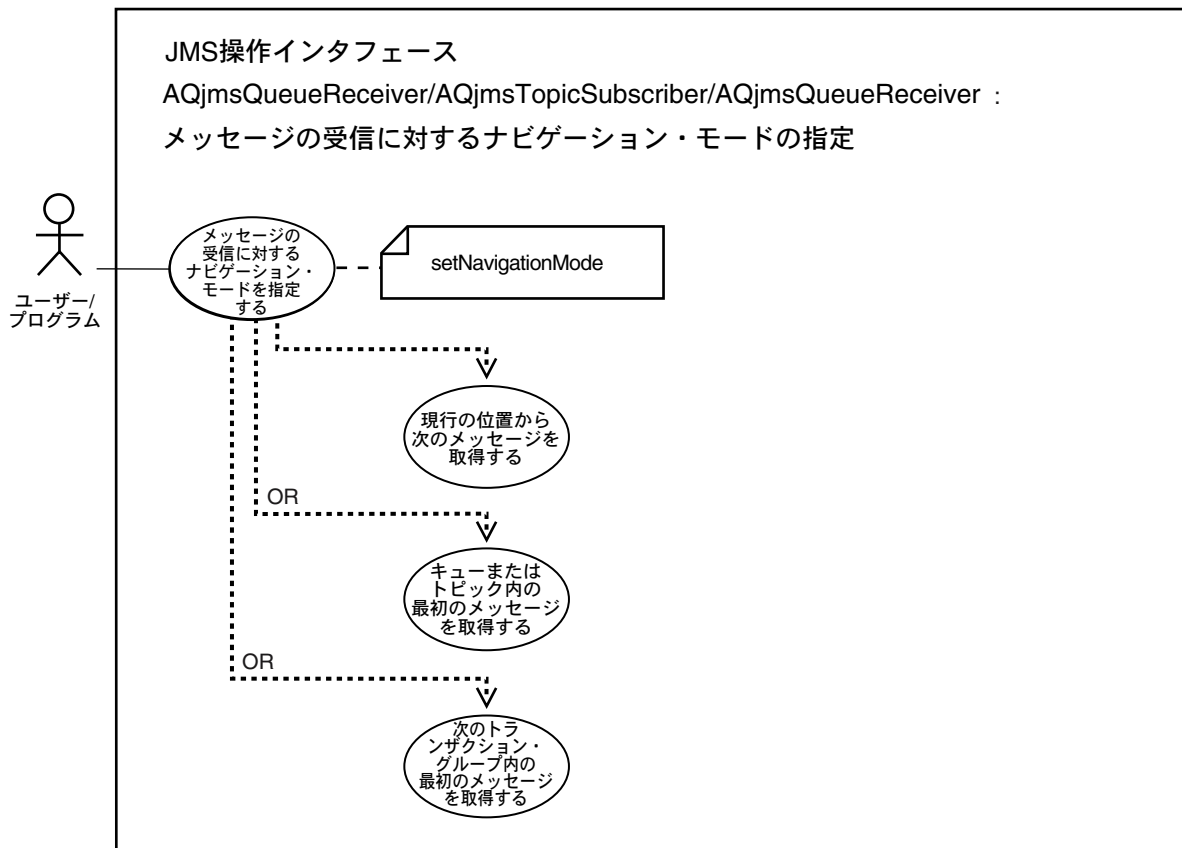 JMS操作インタフェース
AQjmsQueueReceiver/AQjmsTopicSubscriber/AQjmsQueueReceiver :
メッセージの受信に対するナビゲーション・モードの指定
ユーザー/
プログラム
メッセージの
受信に対する
ナビゲーション・
モードを指定
する
setNavigationMode
現行の位置から
次のメッセージを
取得する
OR
キューまたは
トピック内の
最初のメッセージ
を取得する
OR
次のトラ
ンザクション・
グループ内の
最初のメッセージ
を取得する